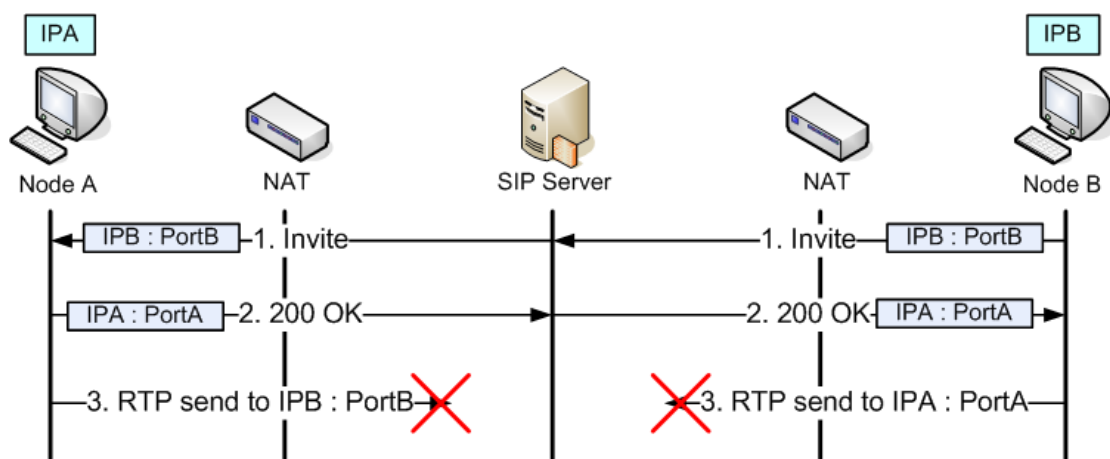 IPA
IPB
Node A
NAT
SIP Server
NAT
Node B
IPB : PortB
1. Invite
1. Invite
IPB : PortB
IPA : PortA
2. 200 OK
2. 200 OK
IPA : PortA
3. RTP send to IPB : PortB
3. RTP send to IPA : PortA